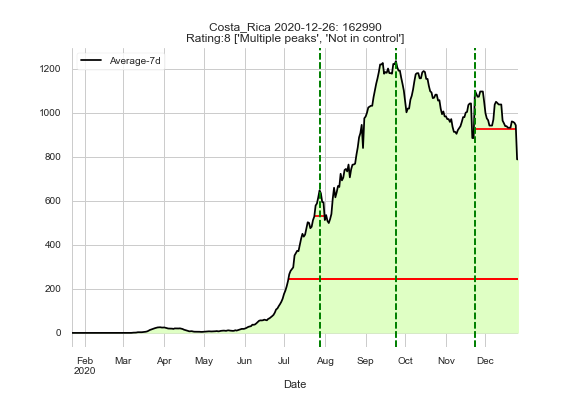 Costa_Rica 2020-12-26: 162990
Rating:8 ['Multiple peaks', 'Not in control']
Average-7d
1200
1000
800
600
400
200
0
Feb Mar Apr May Jun Jul Aug Sep Oct Nov Dec
2020
Date